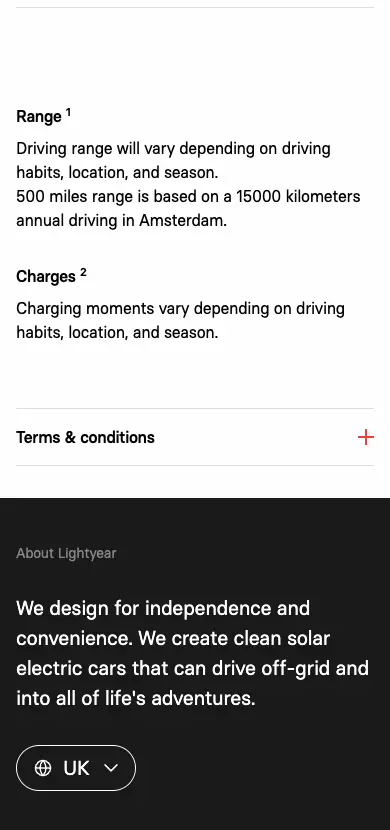 Range 1
Driving range will vary depending on driving
habits, location, and season.
500 miles range is based on a 15000 kilometers
annual driving in Amsterdam.
Charges 2
Charging moments vary depending on driving
habits, location, and season.
Terms & conditions
About Lightyear
We design for independence and
convenience. We create clean solar
electric cars that can drive off-grid and
into all of life's adventures.
UK